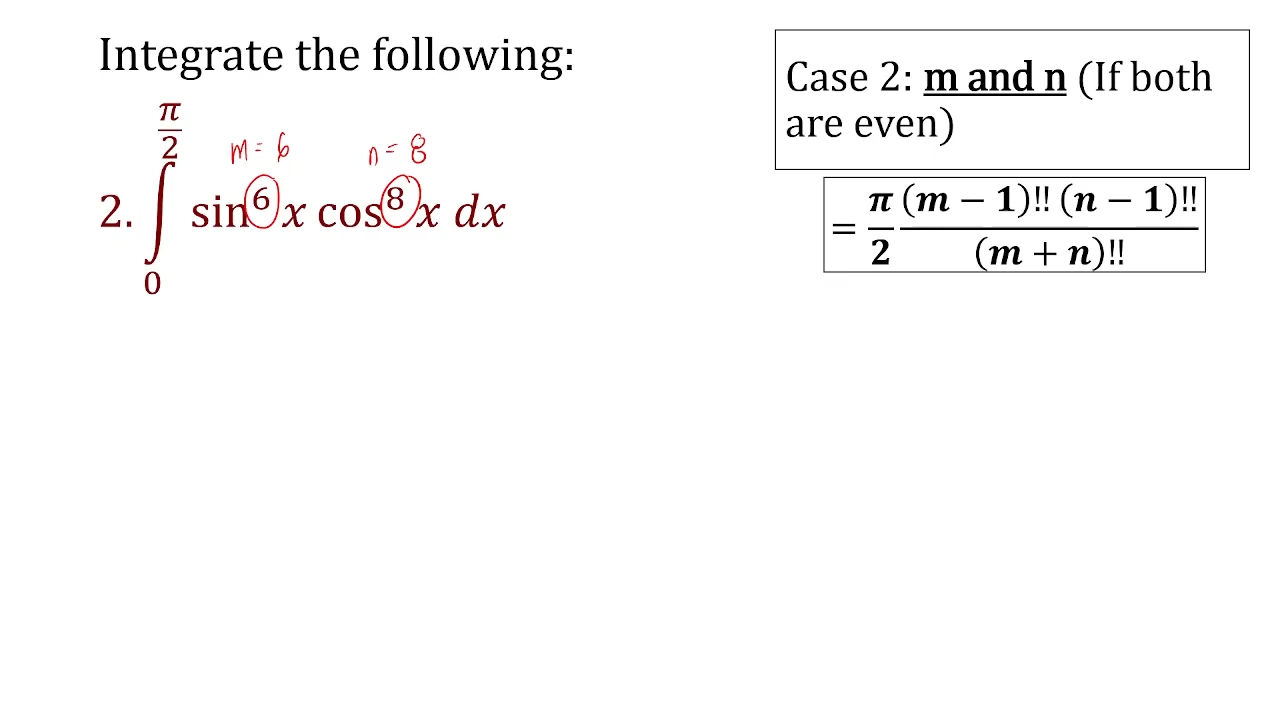 Integrate the following:
m = 6 n = 8
2. ∫₀^{π/2} sin⁶ x cos⁸ x dx
Case 2: m and n (If both
are even)
= π/2 (m − 1)!! (n − 1)!! / (m + n)!!